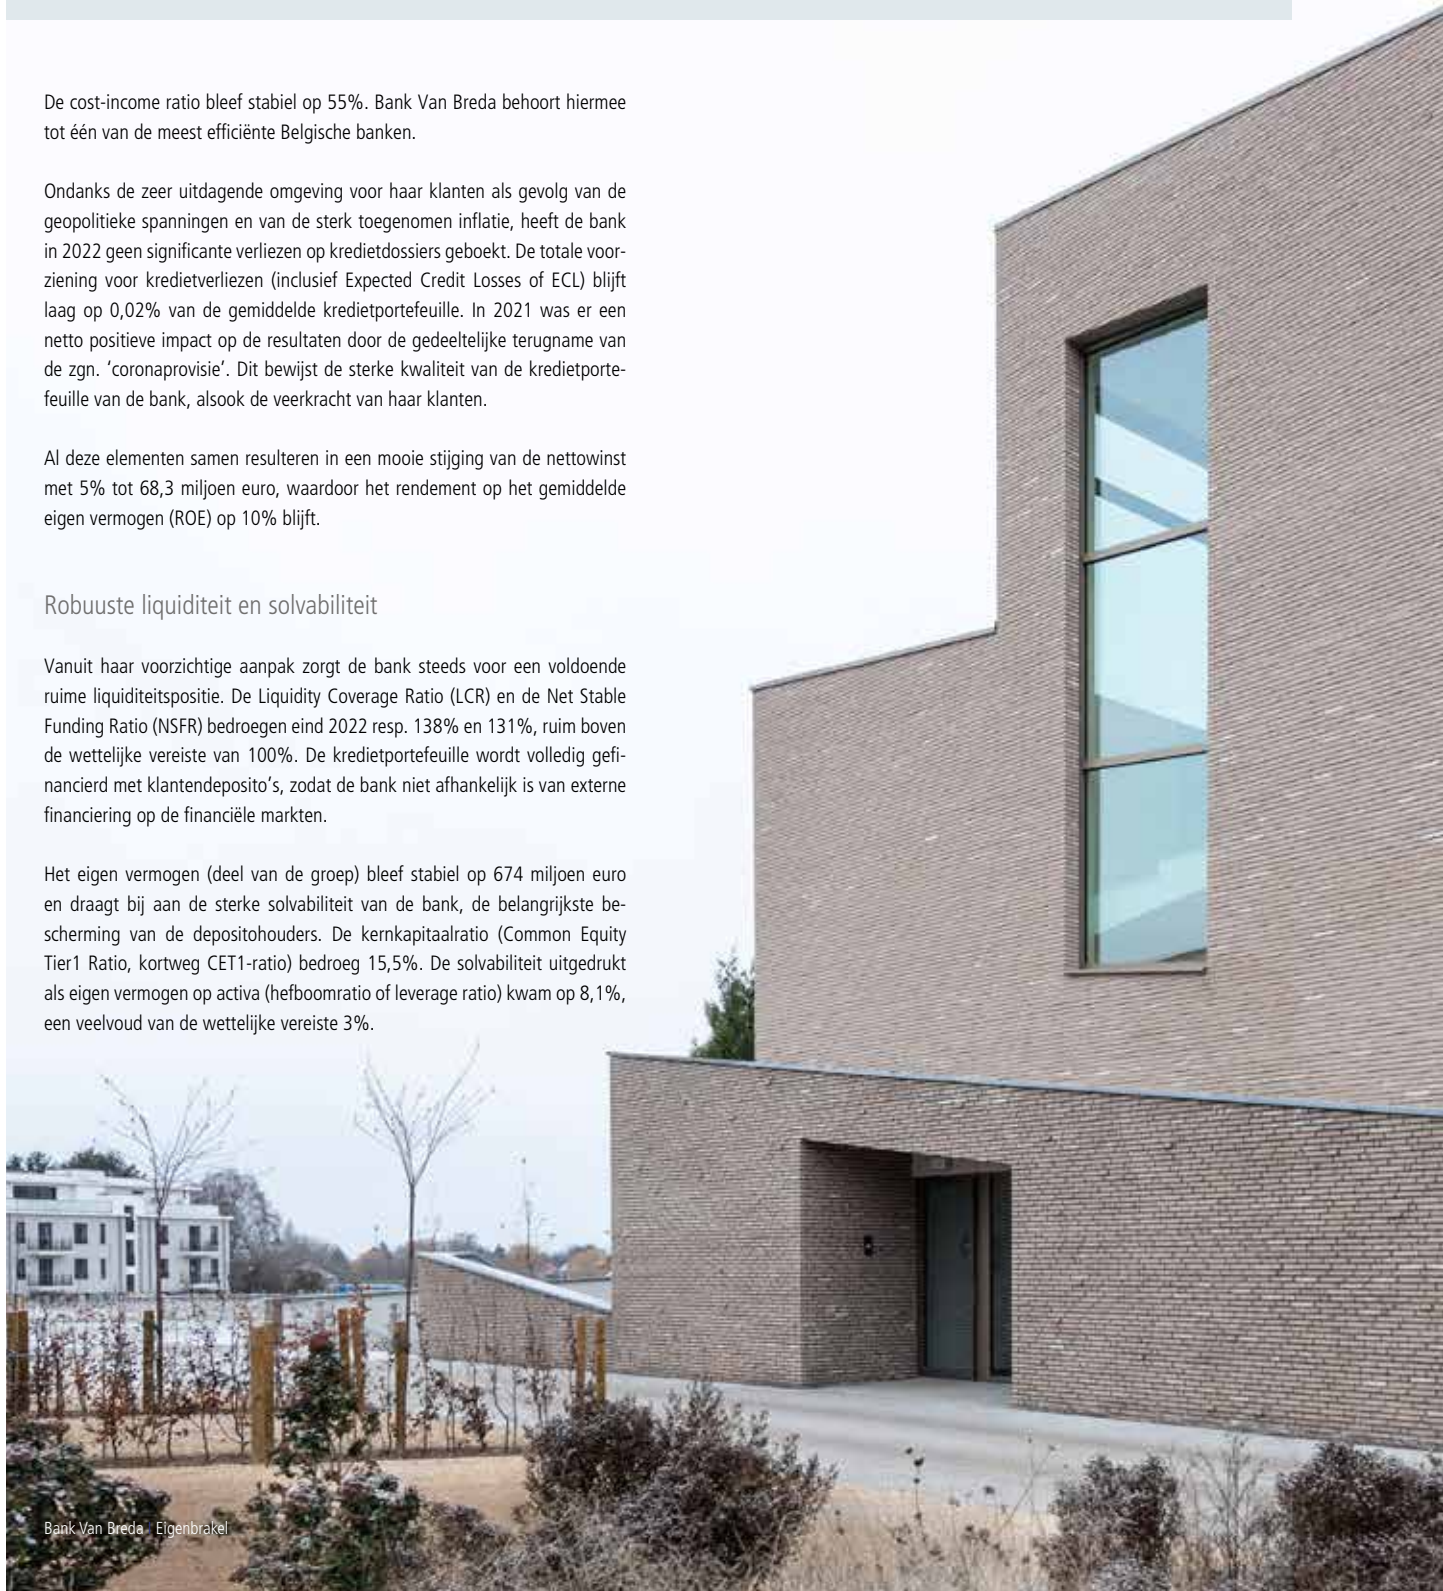 De cost-income ratio bleef stabiel op 55%. Bank Van Breda behoort hiermee
tot één van de meest efficiënte Belgische banken.
Ondanks de zeer uitdagende omgeving voor haar klanten als gevolg van de
geopolitieke spanningen en van de sterk toegenomen inflatie, heeft de bank
in 2022 geen significante verliezen op kredietdossiers geboekt. De totale voor-
ziening voor kredietverliezen (inclusief Expected Credit Losses of ECL) blijft
laag op 0,02% van de gemiddelde kredietportefeuille. In 2021 was er een
netto positieve impact op de resultaten door de gedeeltelijke terugname van
de zgn. ‘coronaprovisie’. Dit bewijst de sterke kwaliteit van de kredietporte-
feuille van de bank, alsook de veerkracht van haar klanten.
Al deze elementen samen resulteren in een mooie stijging van de nettowinst
met 5% tot 68,3 miljoen euro, waardoor het rendement op het gemiddelde
eigen vermogen (ROE) op 10% blijft.
Robuuste liquiditeit en solvabiliteit
Vanuit haar voorzichtige aanpak zorgt de bank steeds voor een voldoende
ruime liquiditeitspositie. De Liquidity Coverage Ratio (LCR) en de Net Stable
Funding Ratio (NSFR) bedroegen eind 2022 resp. 138% en 131%, ruim boven
de wettelijke vereiste van 100%. De kredietportefeuille wordt volledig gefi-
nancierd met klantendeposito’s, zodat de bank niet afhankelijk is van externe
financiering op de financiële markten.
Het eigen vermogen (deel van de groep) bleef stabiel op 674 miljoen euro
en draagt bij aan de sterke solvabiliteit van de bank, de belangrijkste be-
scherming van de depositohouders. De kernkapitaalratio (Common Equity
Tier1 Ratio, kortweg CET1-ratio) bedroeg 15,5%. De solvabiliteit uitgedrukt
als eigen vermogen op activa (hefboomratio of leverage ratio) kwam op 8,1%,
een veelvoud van de wettelijke vereiste 3%.
Bank Van Breda Eigenbrakel